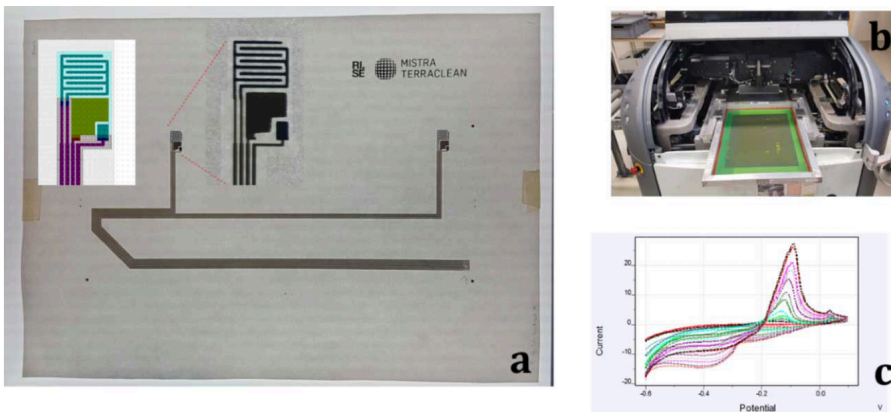 RI.
SE
MISTRA
TERRACLEAN
a
b
20
10
0
-10
-20
Current
-0.6
-0.4
-0.2
0.0
Potential
V
c